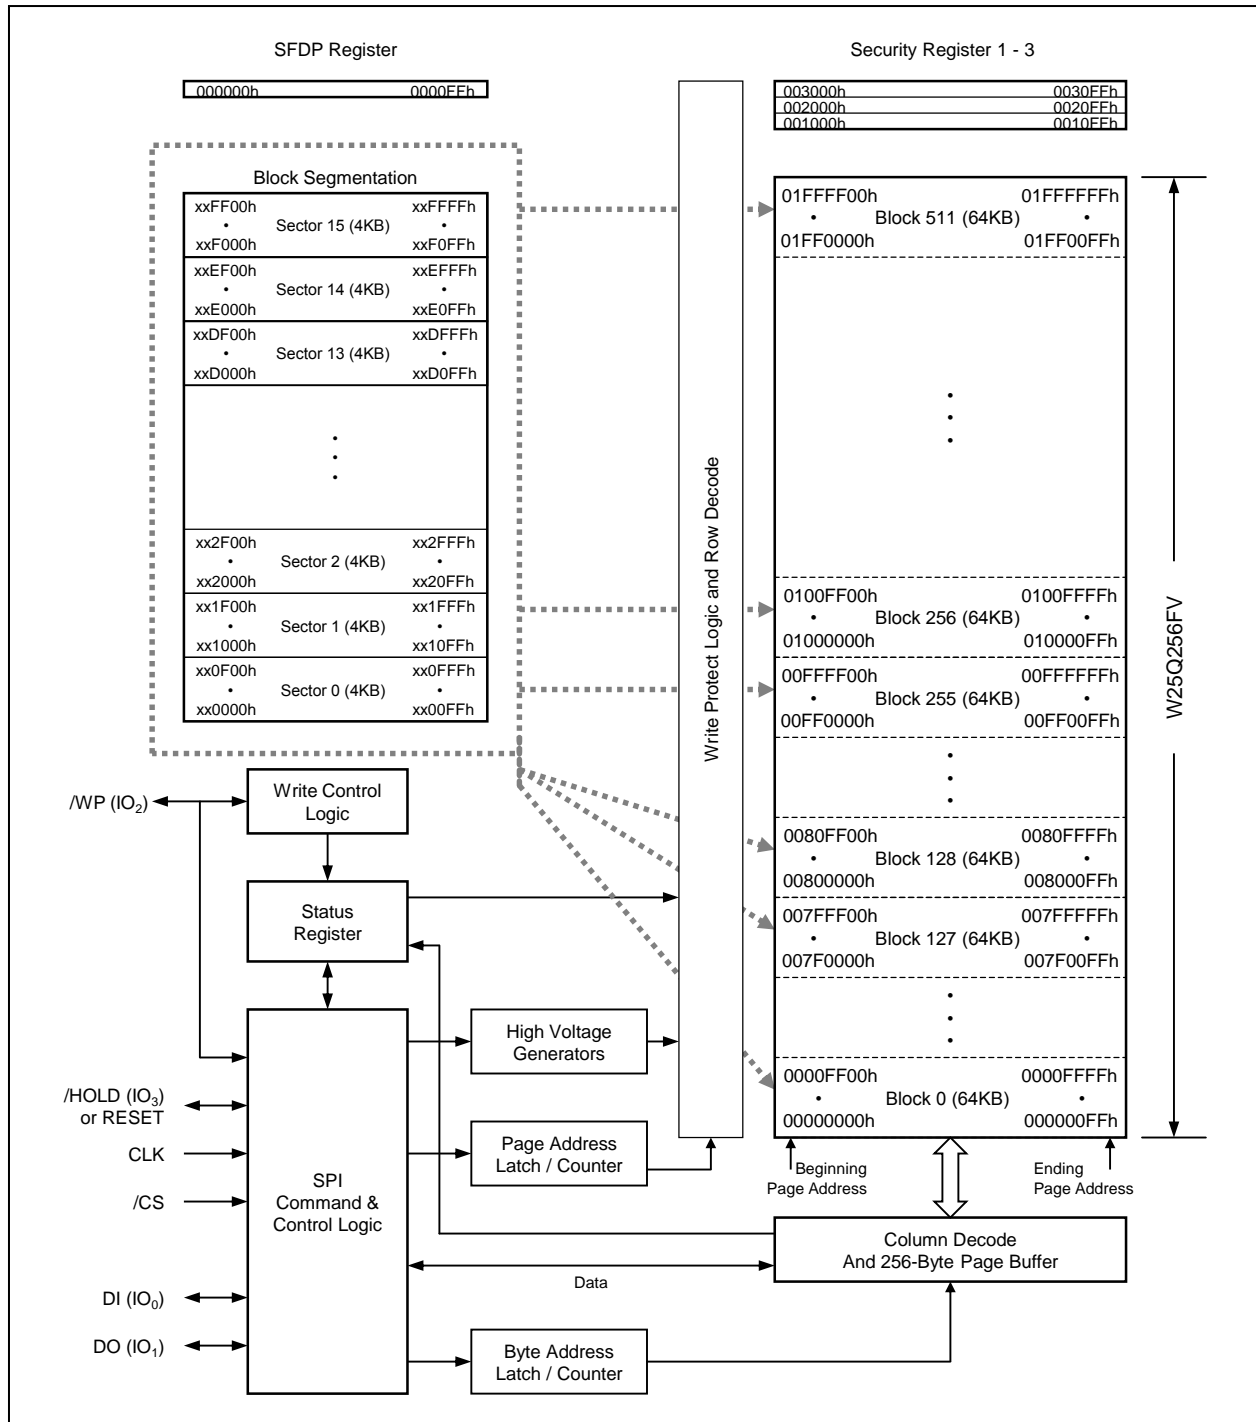 SFDP Register
000000h 0000FFh
Security Register 1 - 3
003000h 0030FFh
002000h 0020FFh
001000h 0010FFh
Block Segmentation
xxFF00h xxFFFFh
• Sector 15 (4KB) •
xxF000h xxF0FFh
xxEF00h xxEFFFh
• Sector 14 (4KB) •
xxE000h xxE0FFh
xxDF00h xxDFFFh
• Sector 13 (4KB) •
xxD000h xxD0FFh
xx2F00h xx2FFFh
• Sector 2 (4KB) •
xx2000h xx20FFh
xx1F00h xx1FFFh
• Sector 1 (4KB) •
xx1000h xx10FFh
xx0F00h xx0FFFh
• Sector 0 (4KB) •
xx0000h xx00FFh
Write Protect Logic and Row Decode
01FFFF00h 01FFFFFFh
• Block 511 (64KB) •
01FF0000h 01FF00FFh
0100FF00h 0100FFFFh
• Block 256 (64KB) •
01000000h 010000FFh
00FFFF00h 00FFFFFFh
• Block 255 (64KB) •
00FF0000h 00FF00FFh
0080FF00h 0080FFFFh
• Block 128 (64KB) •
00800000h 008000FFh
007FFF00h 007FFFFFh
• Block 127 (64KB) •
007F0000h 007F00FFh
0000FF00h 0000FFFFh
• Block 0 (64KB) •
00000000h 000000FFh
W25Q256FV
Beginning
Page Address
Ending
Page Address
/WP (IO2)
Write Control
Logic
Status
Register
High Voltage
Generators
/HOLD (IO3)
or RESET
CLK
/CS
DI (IO0)
DO (IO1)
SPI
Command &
Control Logic
Page Address
Latch / Counter
Column Decode
And 256-Byte Page Buffer
Data
Byte Address
Latch / Counter